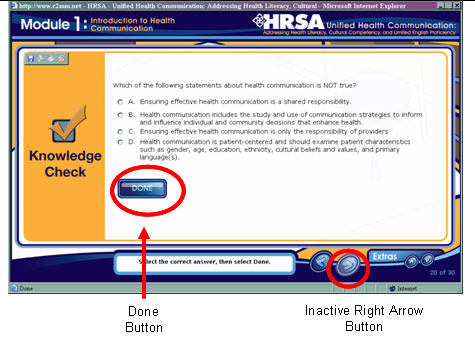 http://www.r2mm.net - HRSA - Unified Health Communication: Addressing Health Literacy, Cultural - Microsoft Internet Explorer
Module 1: Introduction to Health Communication
HRSA Unified Health Communication:
Addressing Health Literacy, Cultural Competency, and Limited English Proficiency
Which of the following statements about health communication is NOT true?
A. Ensuring effective health communication is a shared responsibility.
B. Health communication includes the study and use of communication strategies to inform
and influence individual and community decisions that enhance health.
C. Ensuring effective health communication is only the responsibility of providers
D. Health communication is patient-centered and should examine patient characteristics
such as gender, age, education, ethnicity, cultural beliefs and values, and primary
language(s).
Knowledge
Check
DONE
Select the correct answer, then select Done.
Extras
20 of 30
Done
Internet
Done
Button
Inactive Right Arrow
Button